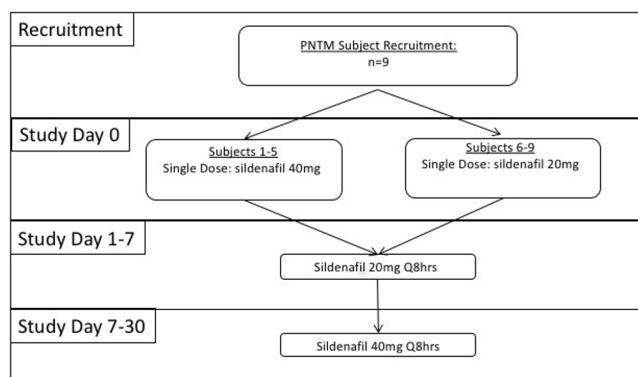 Recruitment
PNTM Subject Recruitment:
n=9
Study Day 0
Subjects 1-5
Single Dose: sildenafil 40mg
Subjects 6-9
Single Dose: sildenafil 20mg
Study Day 1-7
Sildenafil 20mg Q8hrs
Study Day 7-30
Sildenafil 40mg Q8hrs